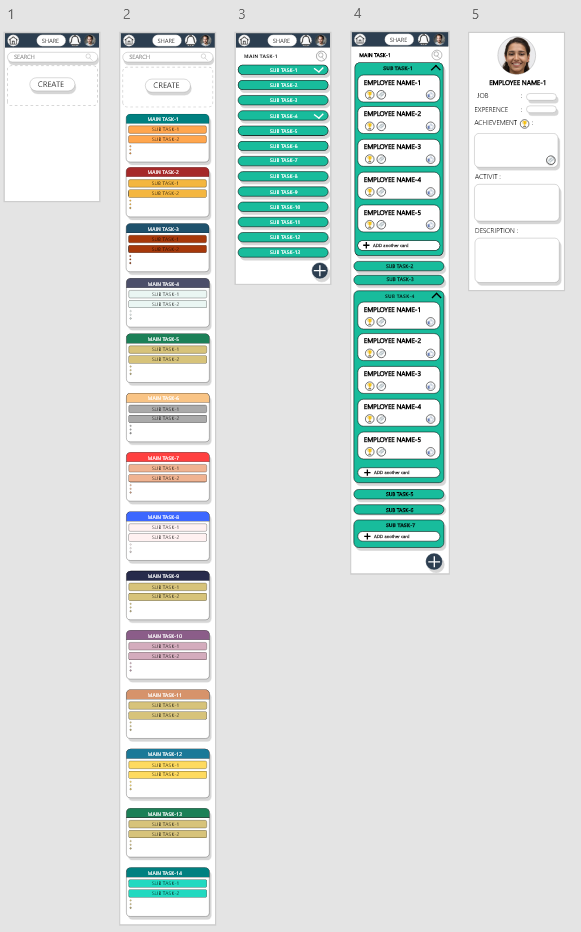 1
SHARE
SEARCH
CREATE
2
SHARE
SEARCH
CREATE
MAIN TASK-1
SUB TASK-1
SUB TASK-2
MAIN TASK-2
SUB TASK-1
SUB TASK-2
MAIN TASK-3
SUB TASK-1
SUB TASK-2
MAIN TASK-4
SUB TASK-1
SUB TASK-2
MAIN TASK-5
SUB TASK-1
SUB TASK-2
MAIN TASK-6
SUB TASK-1
SUB TASK-2
MAIN TASK-7
SUB TASK-1
SUB TASK-2
MAIN TASK-8
SUB TASK-1
SUB TASK-2
MAIN TASK-9
SUB TASK-1
SUB TASK-2
MAIN TASK-10
SUB TASK-1
SUB TASK-2
MAIN TASK-11
SUB TASK-1
SUB TASK-2
MAIN TASK-12
SUB TASK-1
SUB TASK-2
MAIN TASK-13
SUB TASK-1
SUB TASK-2
MAIN TASK-14
SUB TASK-1
SUB TASK-2
3
SHARE
MAIN TASK-1
SUB TASK-1
SUB TASK-2
SUB TASK-3
SUB TASK-4
SUB TASK-5
SUB TASK-6
SUB TASK-7
SUB TASK-8
SUB TASK-9
SUB TASK-10
SUB TASK-11
SUB TASK-12
SUB TASK-13
4
SHARE
MAIN TASK-1
SUB TASK-1
EMPLOYEE NAME-1
EMPLOYEE NAME-2
EMPLOYEE NAME-3
EMPLOYEE NAME-4
EMPLOYEE NAME-5
ADD another card
SUB TASK-2
SUB TASK-3
SUB TASK-4
EMPLOYEE NAME-1
EMPLOYEE NAME-2
EMPLOYEE NAME-3
EMPLOYEE NAME-4
EMPLOYEE NAME-5
ADD another card
SUB TASK-5
SUB TASK-6
SUB TASK-7
ADD another card
5
EMPLOYEE NAME-1
JOB :
EXPERENCE :
ACHIEVEMENT :
ACTIVIT :
DESCRIPTION :